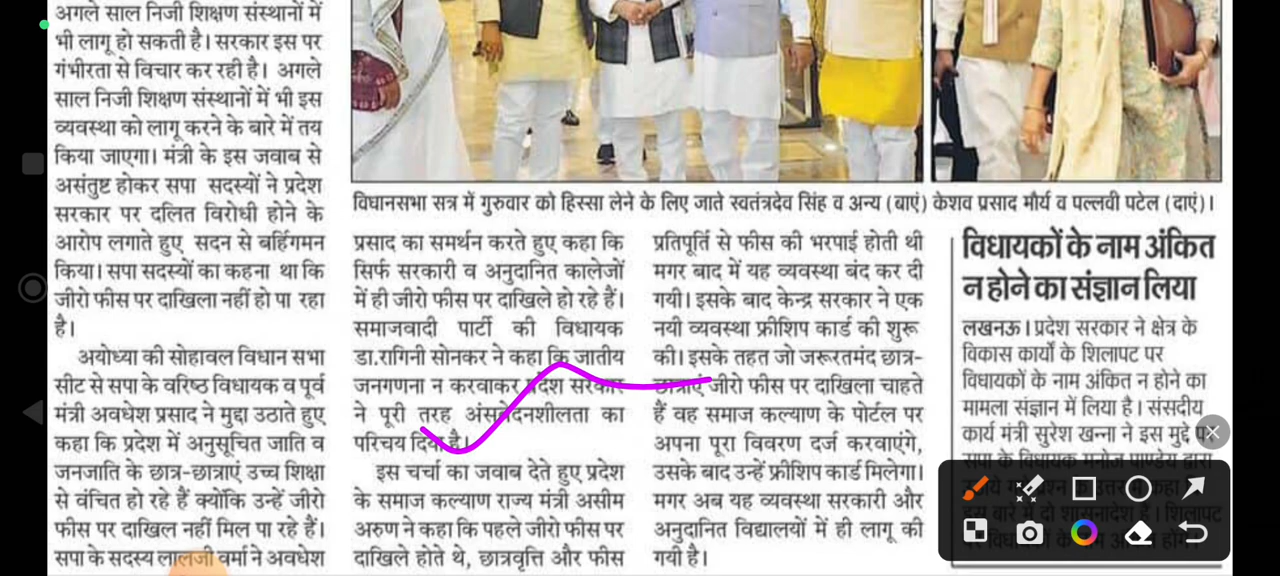 अगले साल निजी शिक्षण संस्थानों में
भी लागू हो सकती है। सरकार इस पर
गंभीरता से विचार कर रही है। अगले
साल निजी शिक्षण संस्थानों में भी इस
व्यवस्था को लागू करने के बारे में तय
किया जाएगा। मंत्री के इस जवाब से
असंतुष्ट होकर सपा सदस्यों ने प्रदेश
सरकार पर दलित विरोधी होने के
आरोप लगाते हुए सदन से बर्हिगमन
किया। सपा सदस्यों का कहना था कि
जीरो फीस पर दाखिला नहीं हो पा रहा
है।
अयोध्या की सोहावल विधान सभा
सीट से सपा के वरिष्ठ विधायक व पूर्व
मंत्री अवधेश प्रसाद ने मुद्दा उठाते हुए
कहा कि प्रदेश में अनुसूचित जाति व
जनजाति के छात्र-छात्राएं उच्च शिक्षा
से वंचित हो रहे हैं क्योंकि उन्हें जीरो
फीस पर दाखिल नहीं मिल पा रहे हैं।
सपा के सदस्य लालजी वर्मा ने अवधेश
विधानसभा सत्र में गुरुवार को हिस्सा लेने के लिए जाते स्वतंत्रदेव सिंह व अन्य (बाएं) केशव प्रसाद मौर्य व पल्लवी पटेल (दाएं)।
प्रसाद का समर्थन करते हुए कहा कि
सिर्फ सरकारी व अनुदानित कालेजों
में ही जीरो फीस पर दाखिले हो रहे हैं।
समाजवादी पार्टी की विधायक
डा.रागिनी सोनकर ने कहा कि जातीय
जनगणना न करवाकर प्रदेश सरकार
ने पूरी तरह अंसवेदनशीलता का
परिचय दिया है।
इस चर्चा का जवाब देते हुए प्रदेश
के समाज कल्याण राज्य मंत्री असीम
अरुण ने कहा कि पहले जीरो फीस पर
दाखिले होते थे, छात्रवृत्ति और फीस
प्रतिपूर्ति से फीस की भरपाई होती थी
मगर बाद में यह व्यवस्था बंद कर दी
गयी। इसके बाद केन्द्र सरकार ने एक
नयी व्यवस्था फ्रीशिप कार्ड की शुरू
की। इसके तहत जो जरूरतमंद छात्र-
छात्राएं जीरो फीस पर दाखिला चाहते
हैं वह समाज कल्याण के पोर्टल पर
अपना पूरा विवरण दर्ज करवाएंगे,
उसके बाद उन्हें फ्रीशिप कार्ड मिलेगा।
मगर अब यह व्यवस्था सरकारी और
अनुदानित विद्यालयों में ही लागू की
गयी है।
विधायकों के नाम अंकित
न होने का संज्ञान लिया
लखनऊ। प्रदेश सरकार ने क्षेत्र के
विकास कार्यों के शिलापट पर
विधायकों के नाम अंकित न होने का
मामला संज्ञान में लिया है। संसदीय
कार्य मंत्री सुरेश खन्ना ने इस मुद्दे पर
सपा के विधायक मनोज पाण्डेय द्वारा